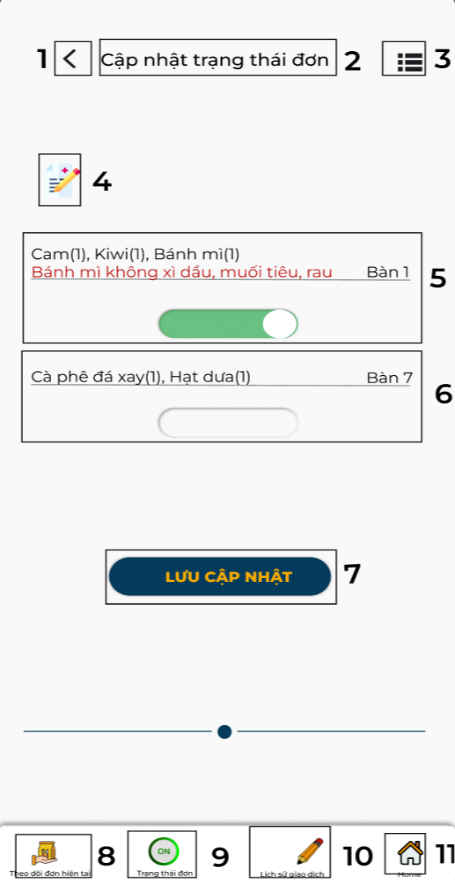 1 Cập nhật trạng thái đơn 2 3
4
Cam(1), Kiwi(1), Bánh mì(1)
Bánh mì không xì dầu, muối tiêu, rau Bàn 1 5
Cà phê đá xay(1), Hạt dưa(1) Bàn 7
6
LƯU CẬP NHẬT 7
ON
8 9 10 11
Theo dõi đơn hiện tại Trạng thái đơn Lịch sử giao dịch Home